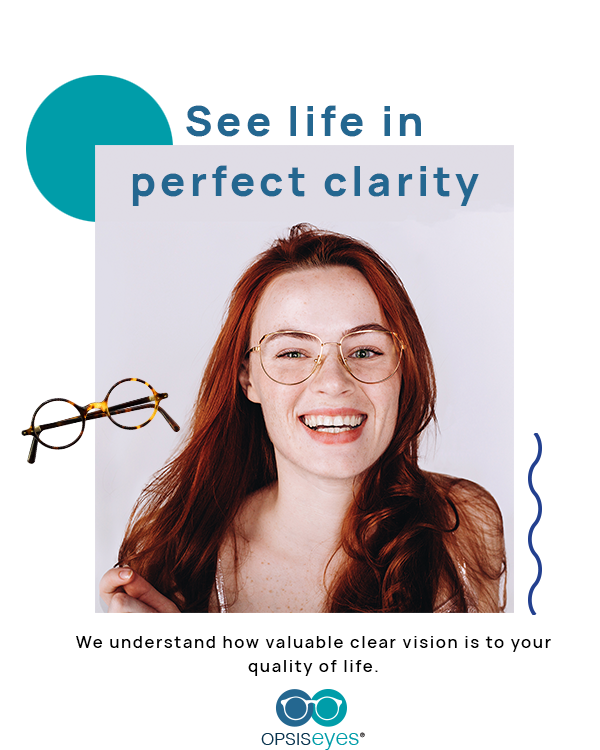 See life in
perfect clarity
We understand how valuable clear vision is to your
quality of life.
OPSISeyes®